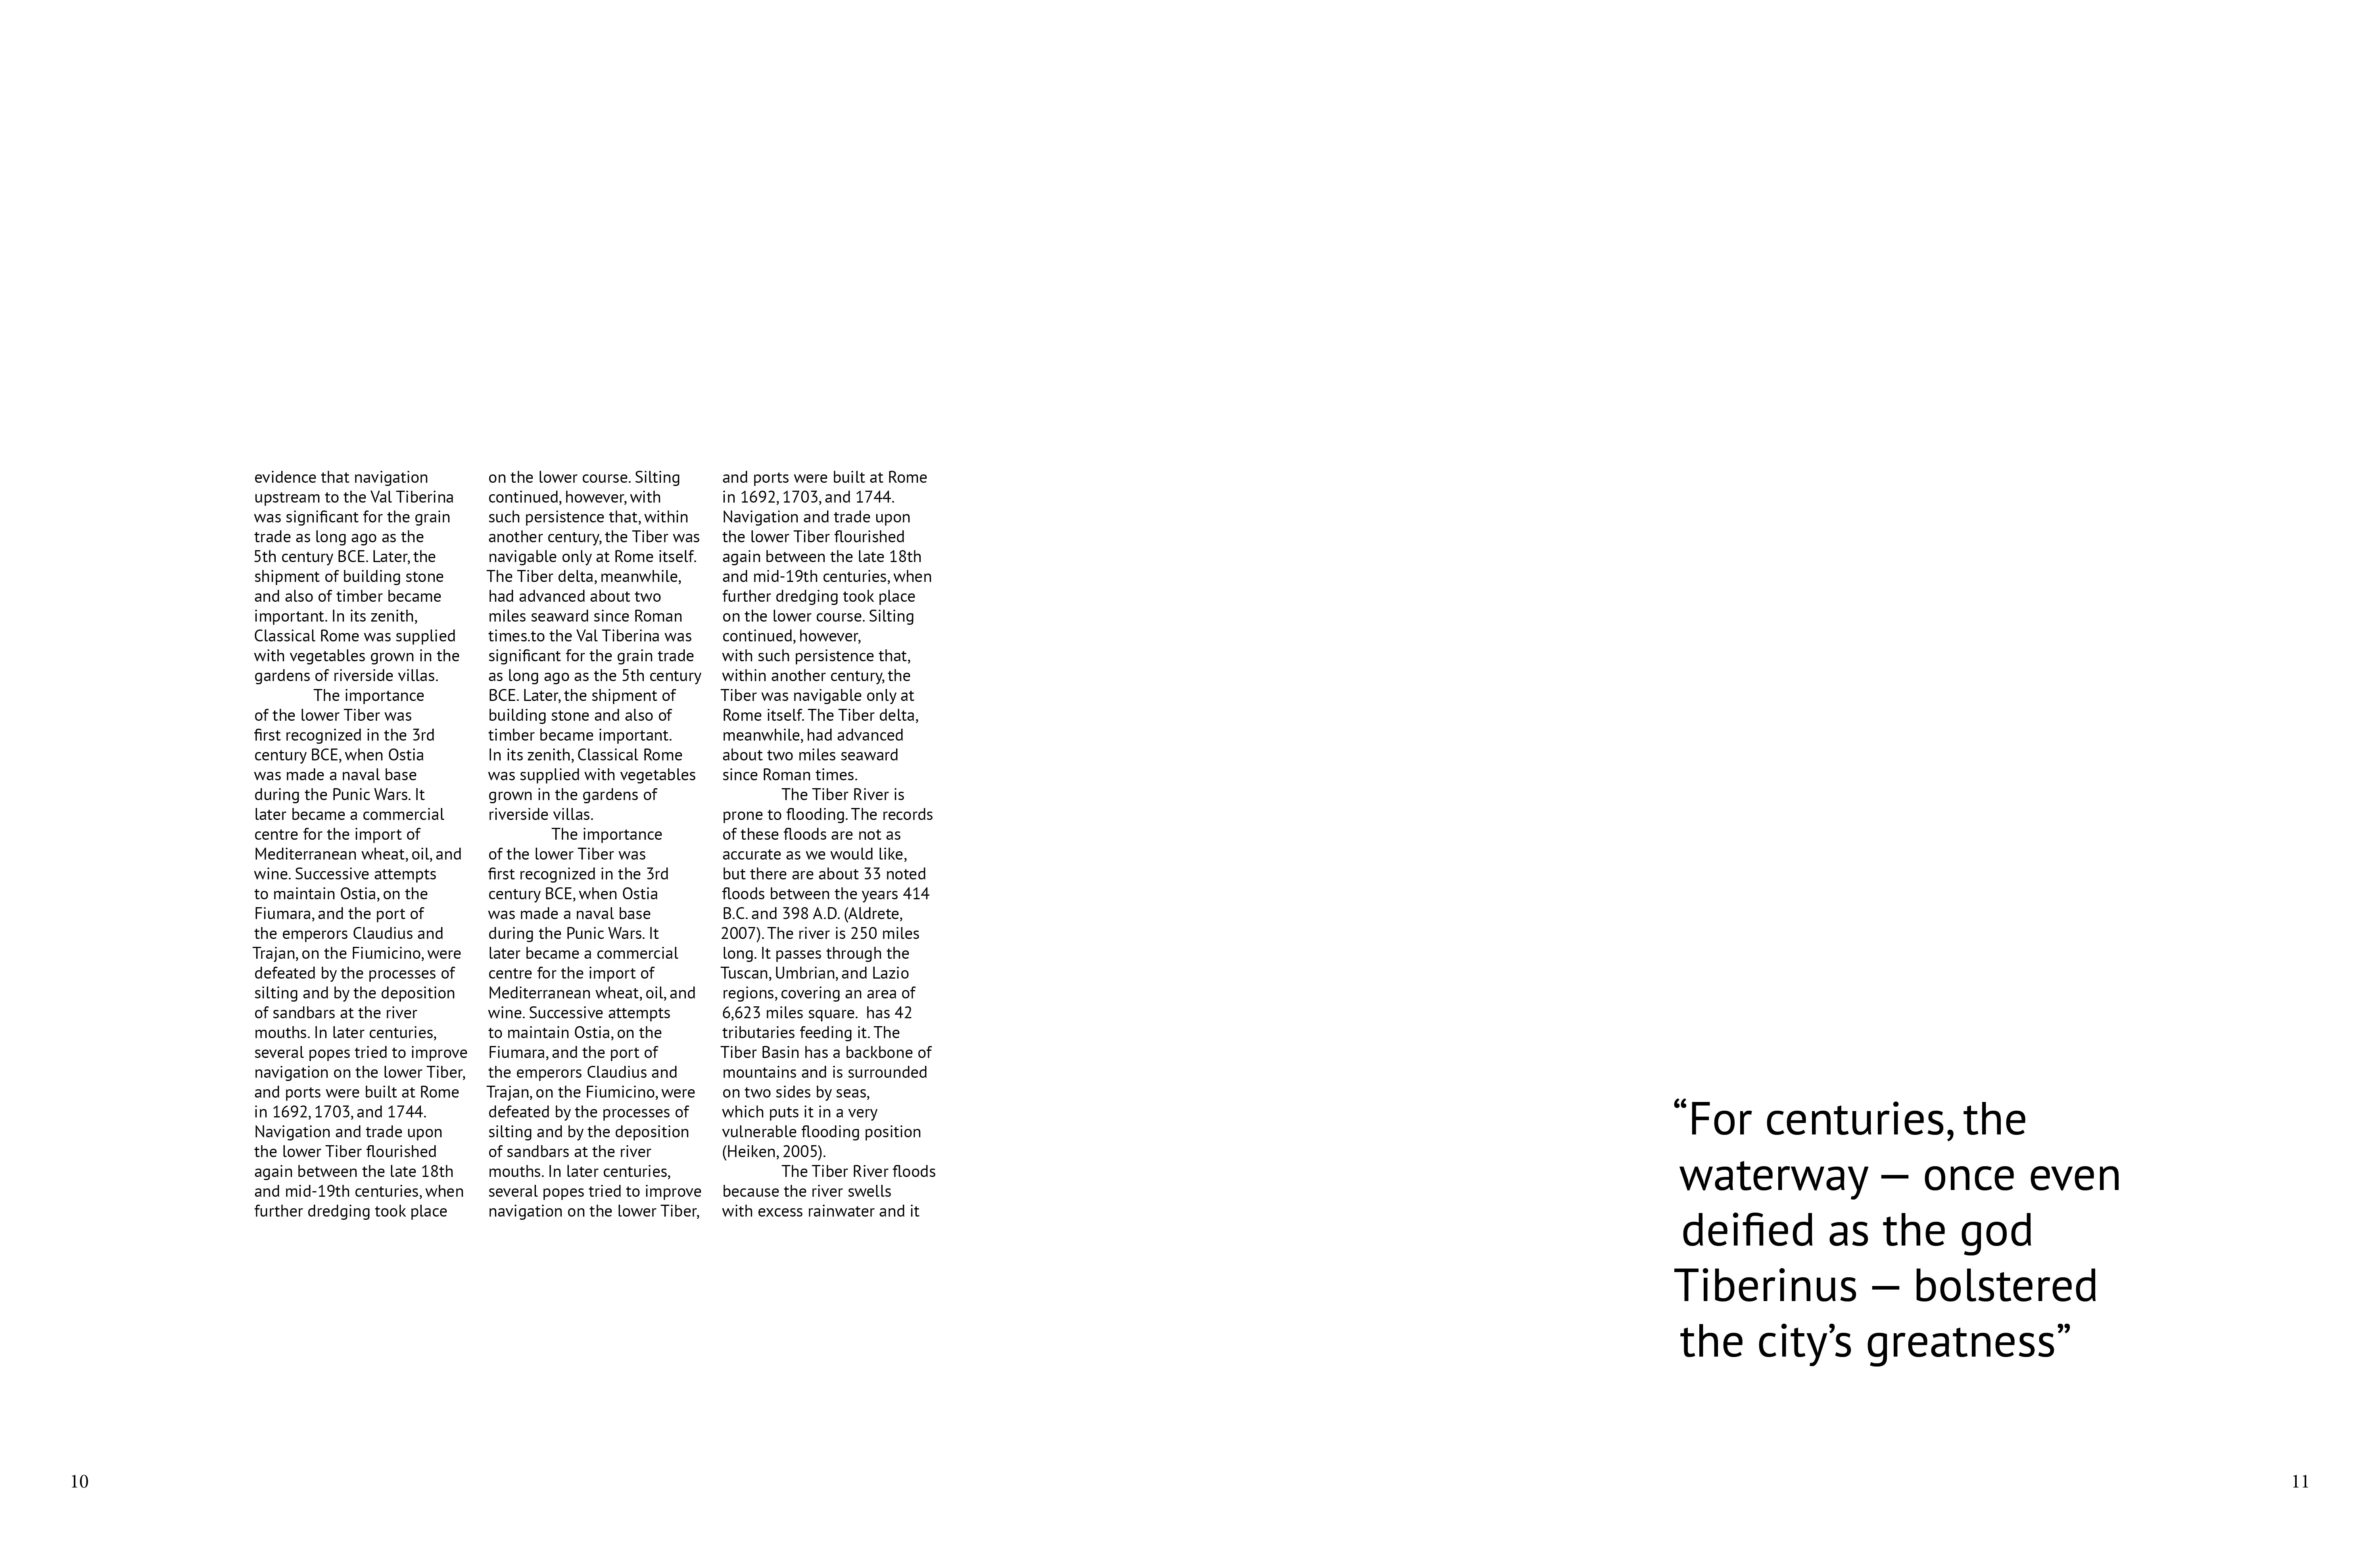 evidence that navigation
upstream to the Val Tiberina
was significant for the grain
trade as long ago as the
5th century BCE. Later, the
shipment of building stone
and also of timber became
important. In its zenith,
Classical Rome was supplied
with vegetables grown in the
gardens of riverside villas.
The importance
of the lower Tiber was
first recognized in the 3rd
century BCE, when Ostia
was made a naval base
during the Punic Wars. It
later became a commercial
centre for the import of
Mediterranean wheat, oil, and
wine. Successive attempts
to maintain Ostia, on the
Fiumara, and the port of
the emperors Claudius and
Trajan, on the Fiumicino, were
defeated by the processes of
silting and by the deposition
of sandbars at the river
mouths. In later centuries,
several popes tried to improve
navigation on the lower Tiber,
and ports were built at Rome
in 1692, 1703, and 1744.
Navigation and trade upon
the lower Tiber flourished
again between the late 18th
and mid-19th centuries, when
further dredging took place
on the lower course. Silting
continued, however, with
such persistence that, within
another century, the Tiber was
navigable only at Rome itself.
The Tiber delta, meanwhile,
had advanced about two
miles seaward since Roman
times.to the Val Tiberina was
significant for the grain trade
as long ago as the 5th century
BCE. Later, the shipment of
building stone and also of
timber became important.
In its zenith, Classical Rome
was supplied with vegetables
grown in the gardens of
riverside villas.
The importance
of the lower Tiber was
first recognized in the 3rd
century BCE, when Ostia
was made a naval base
during the Punic Wars. It
later became a commercial
centre for the import of
Mediterranean wheat, oil, and
wine. Successive attempts
to maintain Ostia, on the
Fiumara, and the port of
the emperors Claudius and
Trajan, on the Fiumicino, were
defeated by the processes of
silting and by the deposition
of sandbars at the river
mouths. In later centuries,
several popes tried to improve
navigation on the lower Tiber,
and ports were built at Rome
in 1692, 1703, and 1744.
Navigation and trade upon
the lower Tiber flourished
again between the late 18th
and mid-19th centuries, when
further dredging took place
on the lower course. Silting
continued, however,
with such persistence that,
within another century, the
Tiber was navigable only at
Rome itself. The Tiber delta,
meanwhile, had advanced
about two miles seaward
since Roman times.
The Tiber River is
prone to flooding. The records
of these floods are not as
accurate as we would like,
but there are about 33 noted
floods between the years 414
B.C. and 398 A.D. (Aldrete,
2007). The river is 250 miles
long. It passes through the
Tuscan, Umbrian, and Lazio
regions, covering an area of
6,623 miles square.  has 42
tributaries feeding it. The
Tiber Basin has a backbone of
mountains and is surrounded
on two sides by seas,
which puts it in a very
vulnerable flooding position
(Heiken, 2005).
The Tiber River floods
because the river swells
with excess rainwater and it
“For centuries, the
waterway — once even
deified as the god
Tiberinus — bolstered
the city’s greatness”
10
11